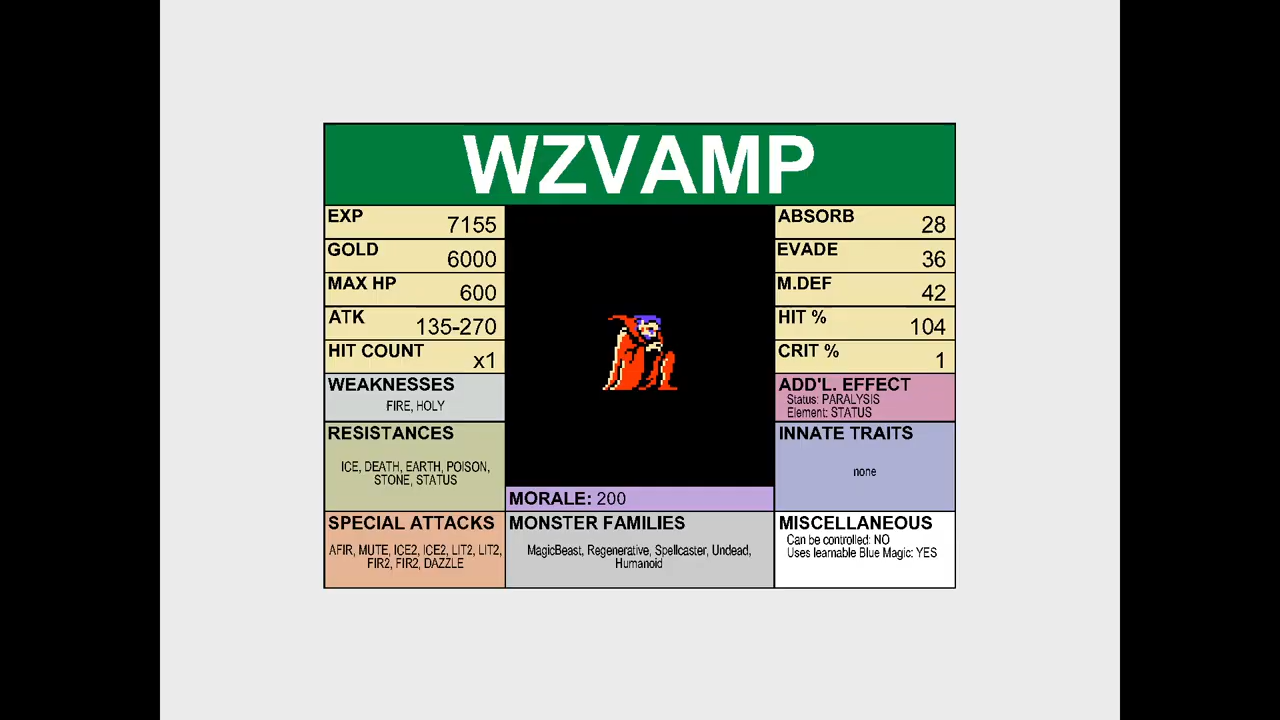 WZVAMP
EXP 7155
GOLD 6000
MAX HP 600
ATK 135-270
HIT COUNT x1
WEAKNESSES
FIRE, HOLY
RESISTANCES
ICE, DEATH, EARTH, POISON,
STONE, STATUS
SPECIAL ATTACKS
AFIR, MUTE, ICE2, ICE2, LIT2, LIT2,
FIR2, FIR2, DAZZLE
MORALE: 200
MONSTER FAMILIES
MagicBeast, Regenerative, Spellcaster, Undead,
Humanoid
ABSORB 28
EVADE 36
M.DEF 42
HIT % 104
CRIT % 1
ADD'L. EFFECT
Status: PARALYSIS
Element: STATUS
INNATE TRAITS
none
MISCELLANEOUS
Can be controlled: NO
Uses learnable Blue Magic: YES